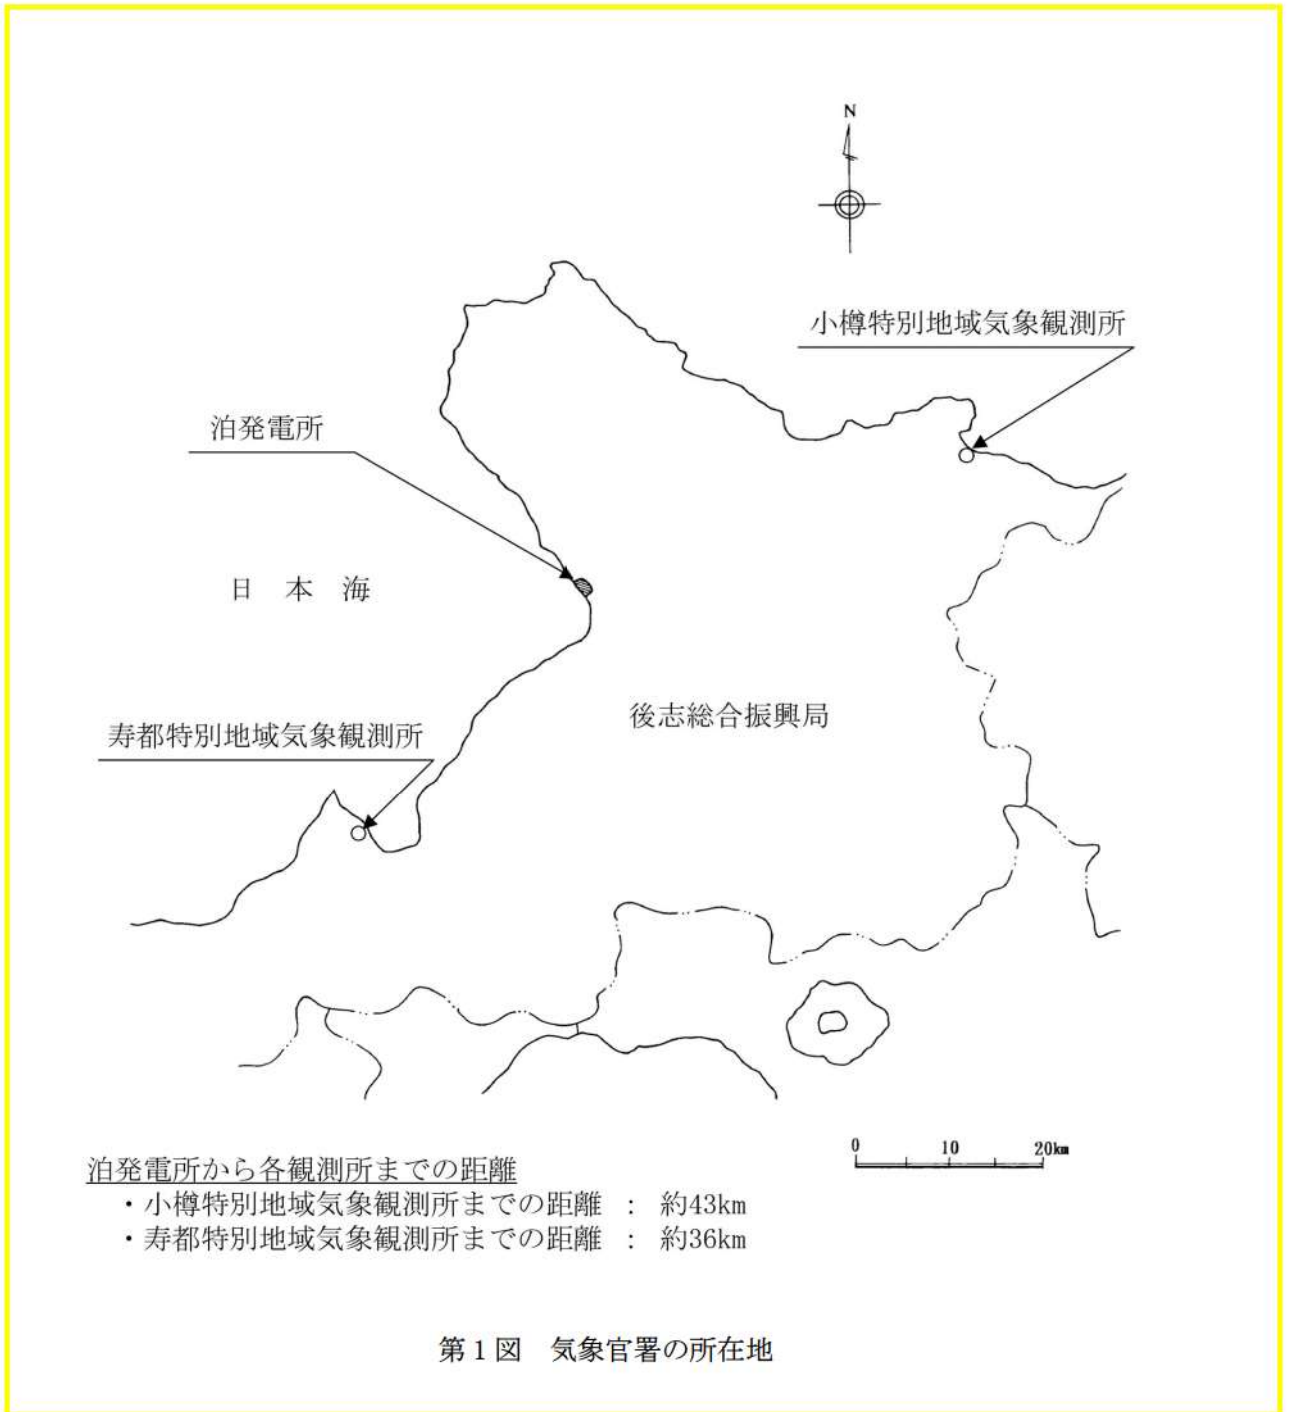 N
小樽特別地域気象観測所
泊発電所
日 本 海
後志総合振興局
寿都特別地域気象観測所
0 10 20km
泊発電所から各観測所までの距離
・小樽特別地域気象観測所までの距離 : 約43km
・寿都特別地域気象観測所までの距離 : 約36km
第1図 気象官署の所在地